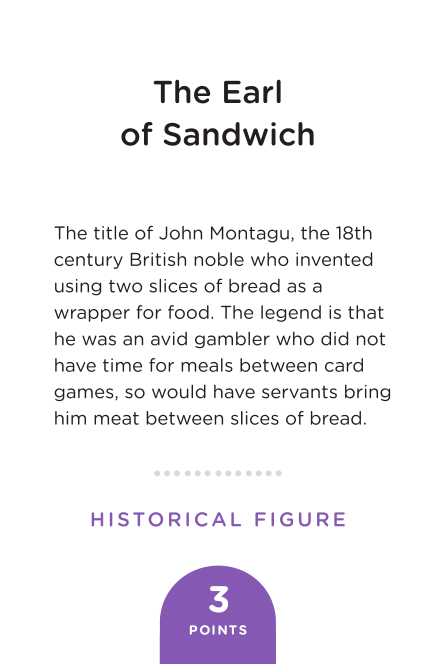 The Earl
of Sandwich
The title of John Montagu, the 18th
century British noble who invented
using two slices of bread as a
wrapper for food. The legend is that
he was an avid gambler who did not
have time for meals between card
games, so would have servants bring
him meat between slices of bread.
HISTORICAL FIGURE
3
POINTS